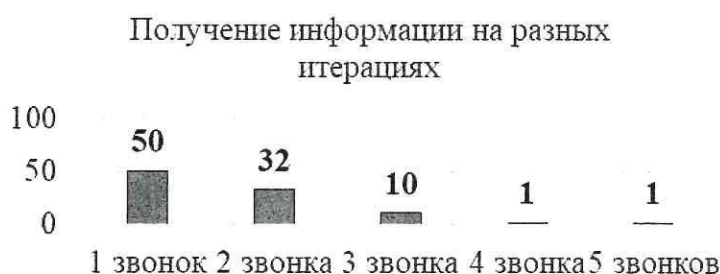 Получение информации на разных
итерациях
100
50
0
50
32
10
1
1
1 звонок 2 звонка 3 звонка 4 звонка 5 звонков